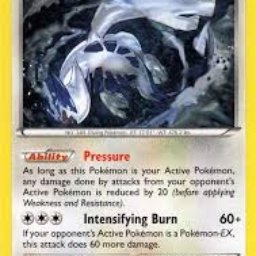 Ability Pressure
As long as this Pokémon is your Active Pokémon,
any damage done by attacks from your opponent's
Active Pokémon is reduced by 20 (before applying
Weakness and Resistance).
Intensifying Burn 60+
If your opponent's Active Pokémon is a Pokémon-EX,
this attack does 60 more damage.